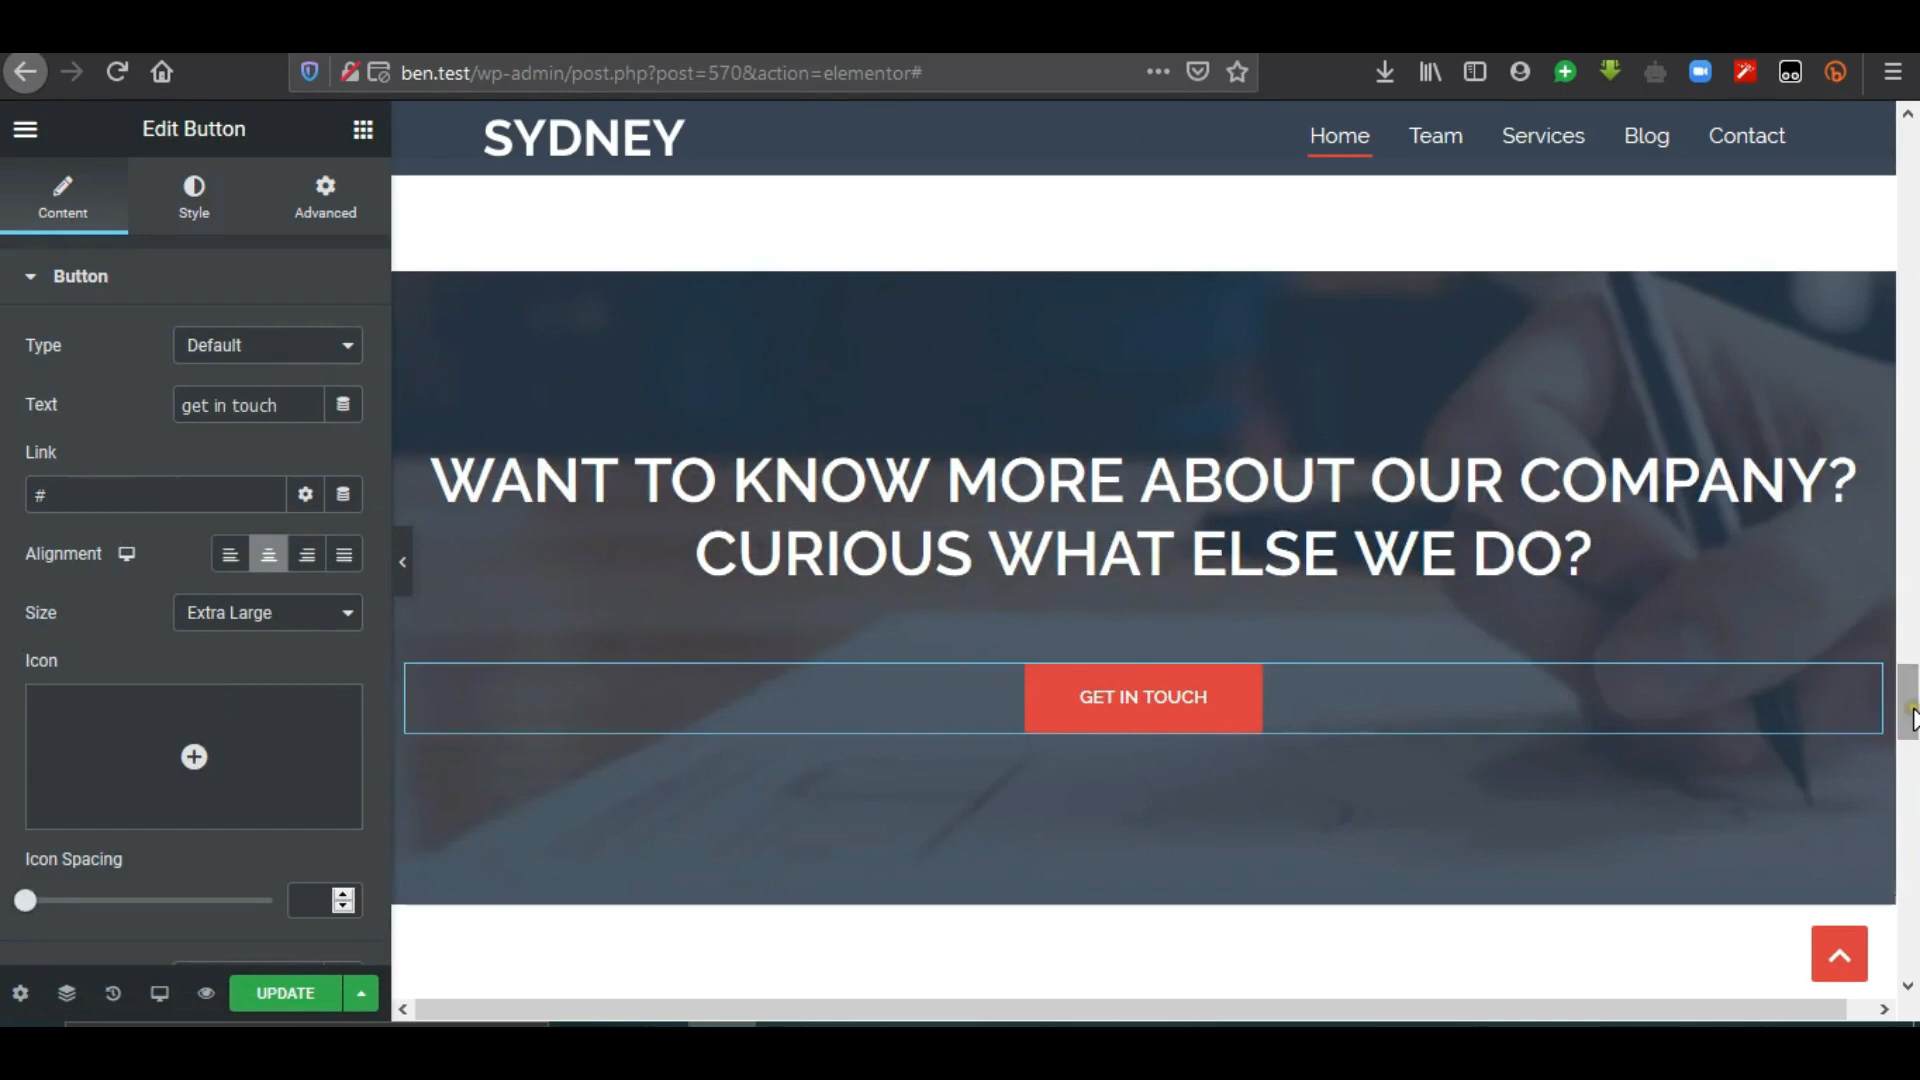 ben.test/wp-admin/post.php?post=570&action=elementor#
Edit Button
SYDNEY
Home Team Services Blog Contact
Content Style Advanced
Button
Type Default
Text get in touch
Link
#
Alignment
Size Extra Large
Icon
Icon Spacing
UPDATE
WANT TO KNOW MORE ABOUT OUR COMPANY?
CURIOUS WHAT ELSE WE DO?
GET IN TOUCH